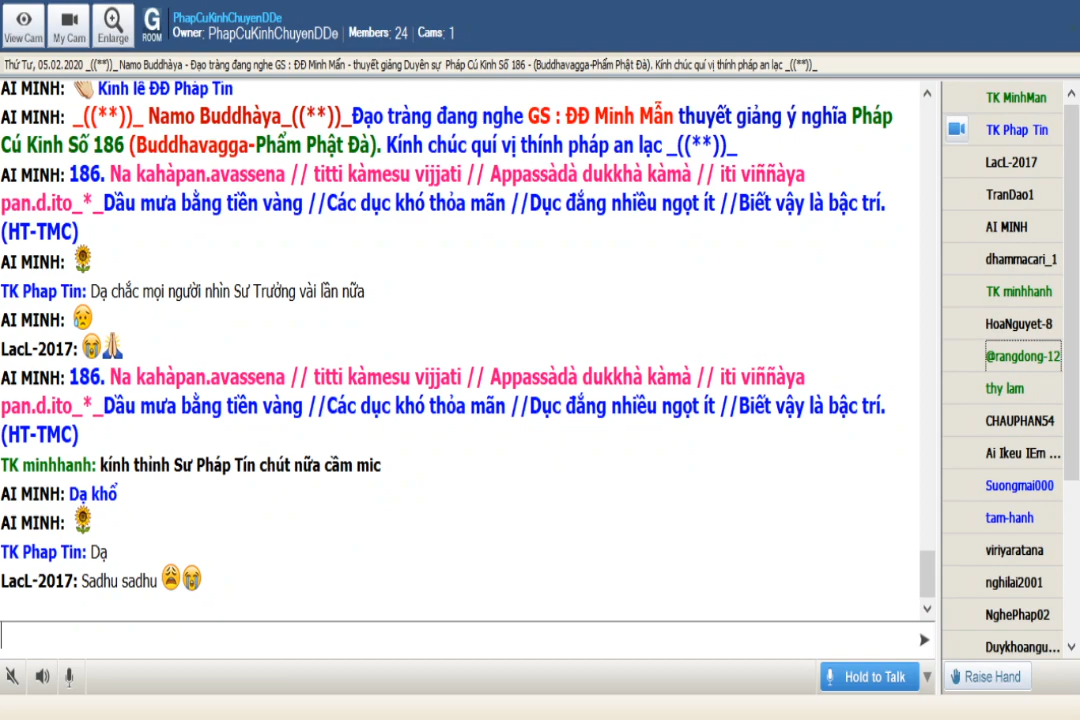 View Cam
My Cam
Enlarge
G
ROOM
PhapCuKinhChuyenDDe
Owner: PhapCuKinhChuyenDDe | Members: 24 | Cams: 1
Thứ Tư, 05.02.2020 _((**))_Namo Buddhàya - Đạo tràng đang nghe GS : ĐĐ Minh Mẫn - thuyết giảng Duyên sự Pháp Cú Kinh Số 186 - (Buddhavagga-Phẩm Phật Đà). Kính chúc quí vị thính pháp an lạc _((**))_
AI MINH: Kính lễ ĐĐ Pháp Tín
AI MINH: _((**))_ Namo Buddhàya_((**))_Đạo tràng đang nghe GS : ĐĐ Minh Mẫn thuyết giảng ý nghĩa Pháp
Cú Kinh Số 186 (Buddhavagga-Phẩm Phật Đà). Kính chúc quí vị thính pháp an lạc _((**))_
AI MINH: 186. Na kahàpan.avassena // titti kàmesu vijjati // Appassàdà dukkhà kàmà // iti viññàya
pan.d.ito_*_Dầu mưa bằng tiền vàng //Các dục khó thỏa mãn //Dục đắng nhiều ngọt ít //Biết vậy là bậc trí.
(HT-TMC)
AI MINH:
TK Phap Tin: Dạ chắc mọi người nhìn Sư Trưởng vài lần nữa
AI MINH:
LacL-2017:
AI MINH: 186. Na kahàpan.avassena // titti kàmesu vijjati // Appassàdà dukkhà kàmà // iti viññàya
pan.d.ito_*_Dầu mưa bằng tiền vàng //Các dục khó thỏa mãn //Dục đắng nhiều ngọt ít //Biết vậy là bậc trí.
(HT-TMC)
TK minhhanh: kính thỉnh Sư Pháp Tín chút nữa cầm mic
AI MINH: Dạ khổ
AI MINH:
TK Phap Tin: Dạ
LacL-2017: Sadhu sadhu
TK MinhMan
TK Phap Tin
LacL-2017
TranDao1
AI MINH
dhammacari_1
TK minhhanh
HoaNguyet-8
@rangdong-12
thy lam
CHAUPHAN54
Ai Ikeu IEm ...
Suongmai000
tam-hanh
viriyaratana
nghilai2001
NghePhap02
Duykhoangu...
Hold to Talk
Raise Hand